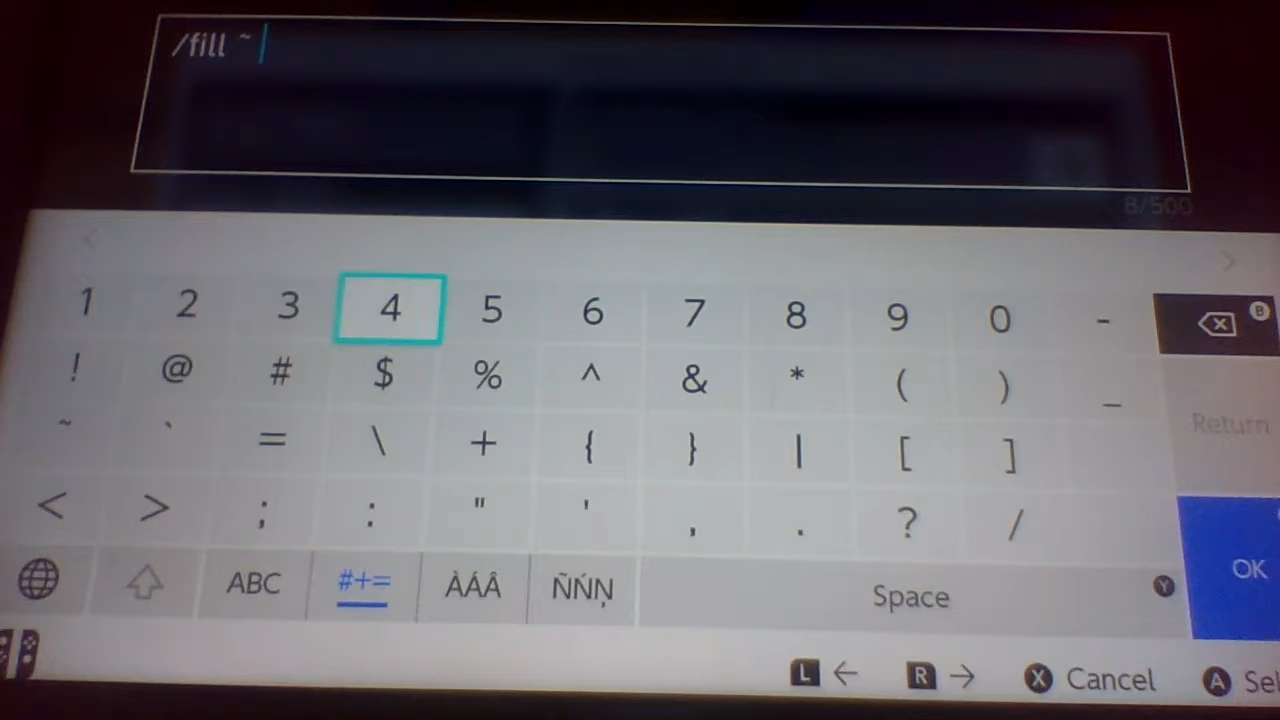 /fill ~
8/500
< >
1 2 3 4 5 6 7 8 9 0 - B
! @ # $ % ^ & * ( ) _
~ ` = \ + { } | [ ] Return
< > ; : " ' , . ? /
ABC #+= ÀÁÂ ÑŃŅ Space Y OK
L ← R → X Cancel A Sel